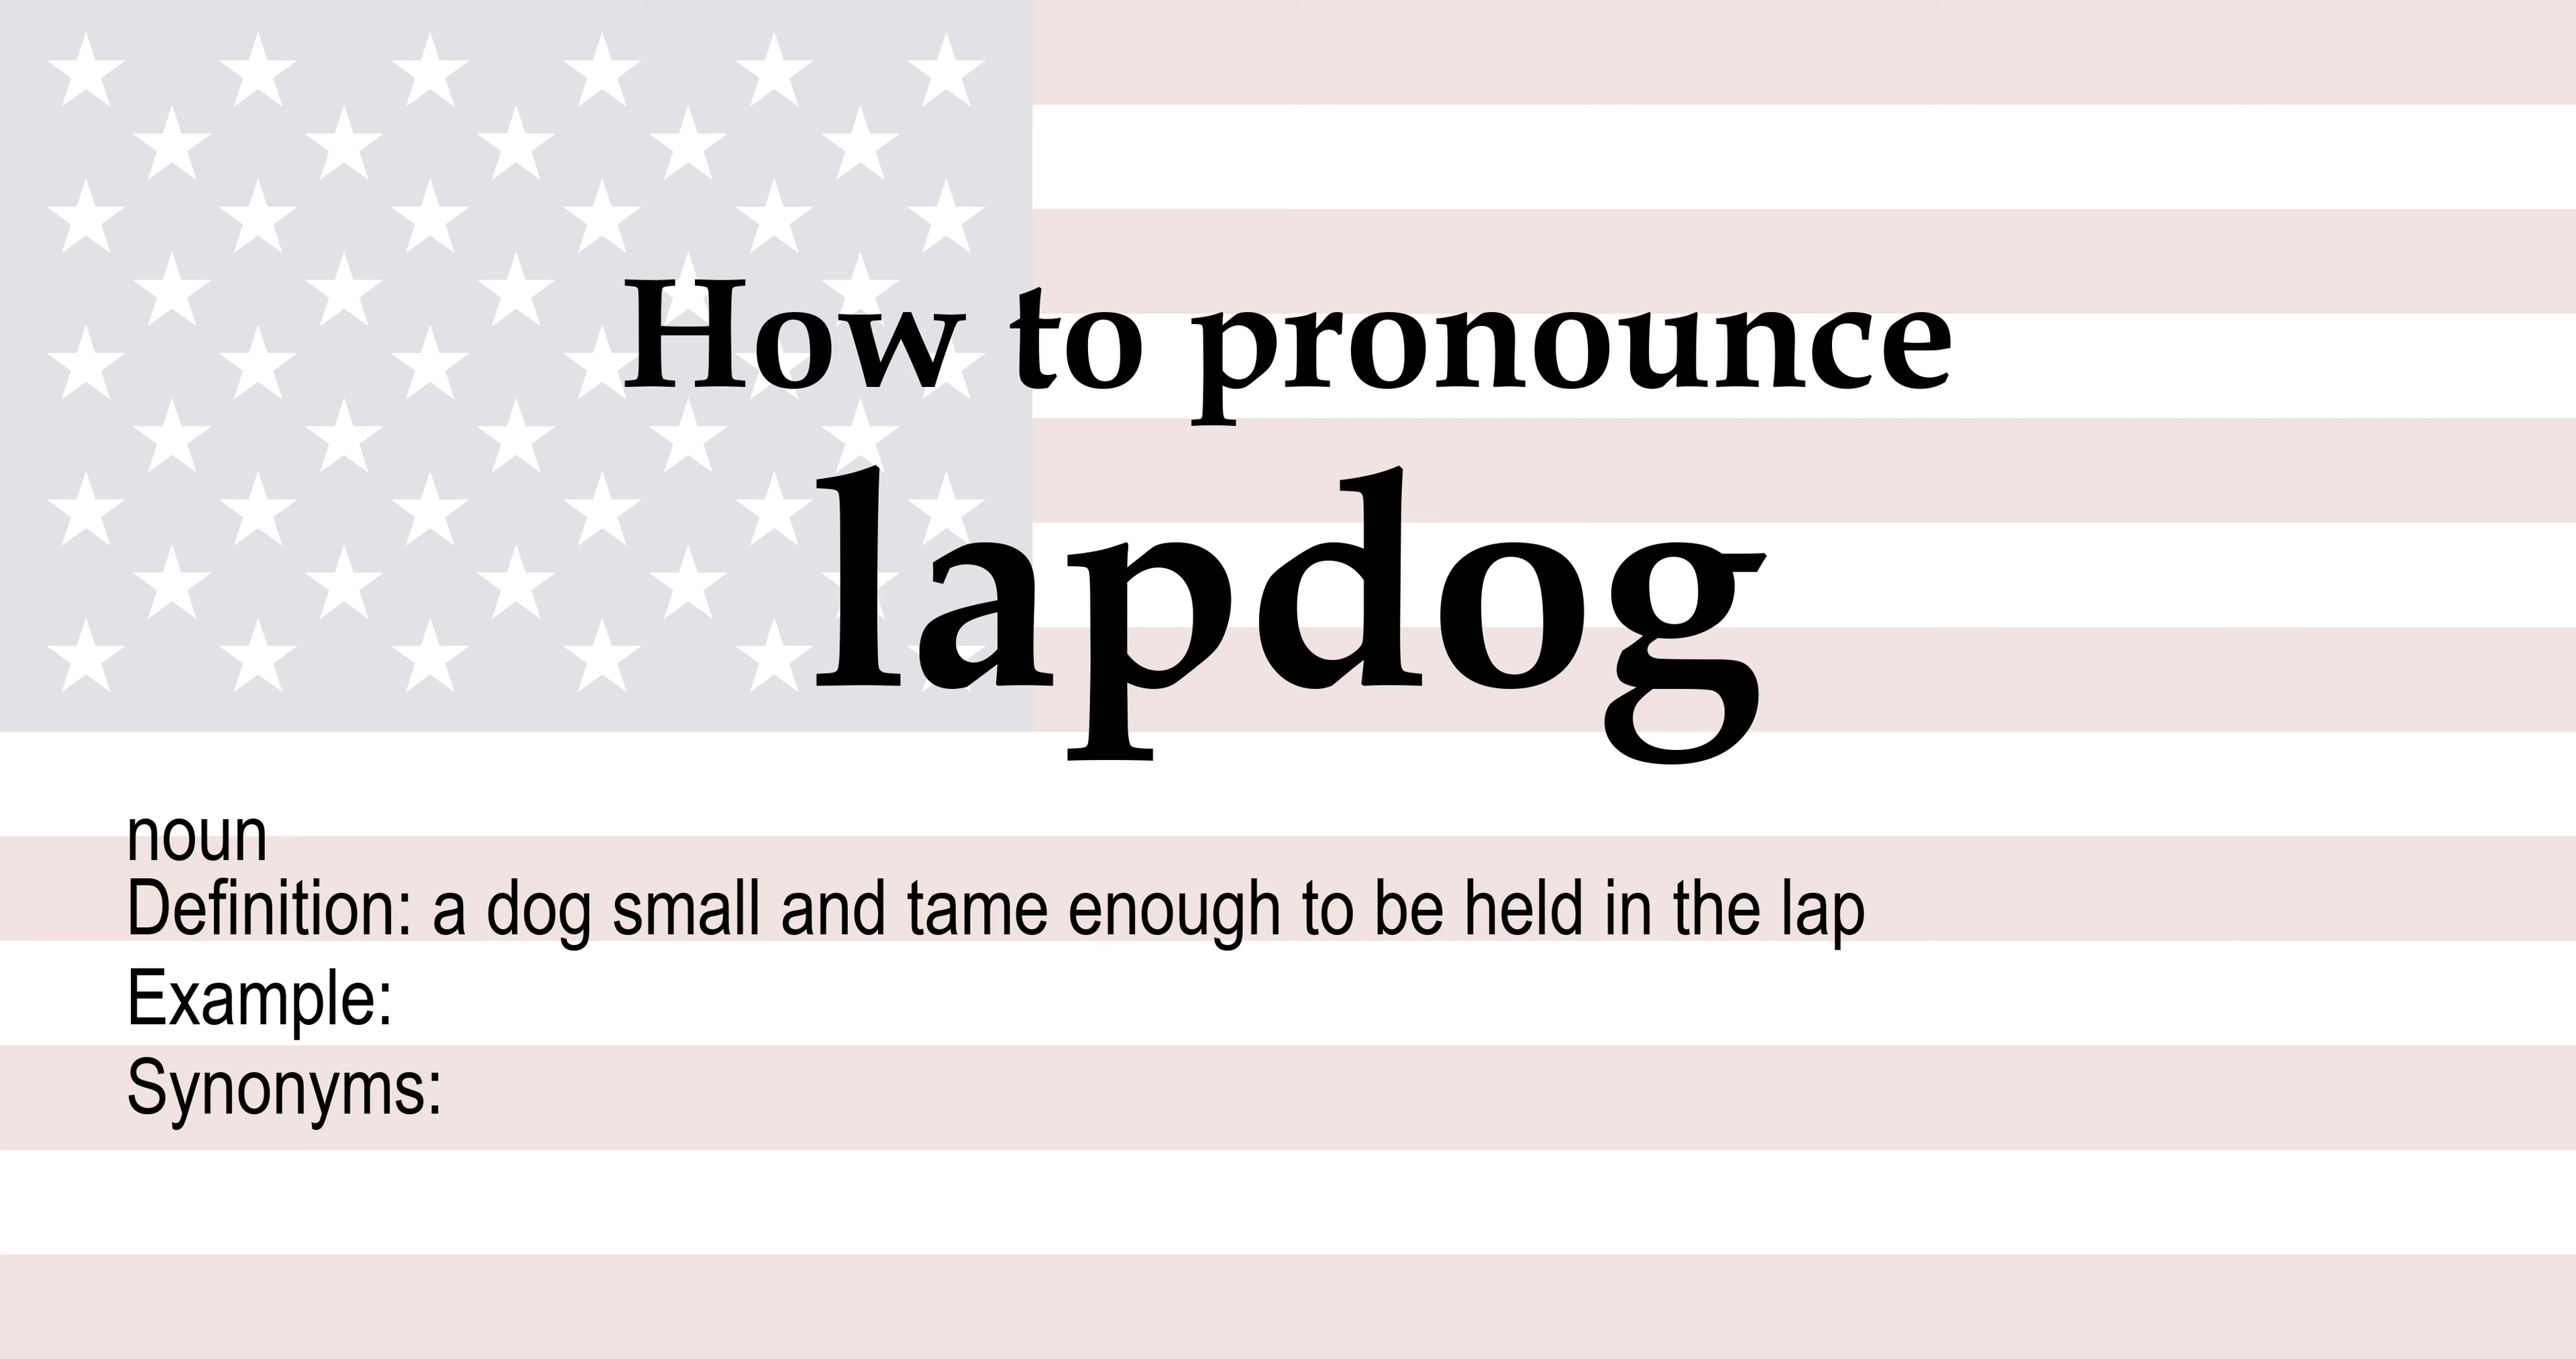 How to pronounce
lapdog
noun
Definition: a dog small and tame enough to be held in the lap
Example:
Synonyms: